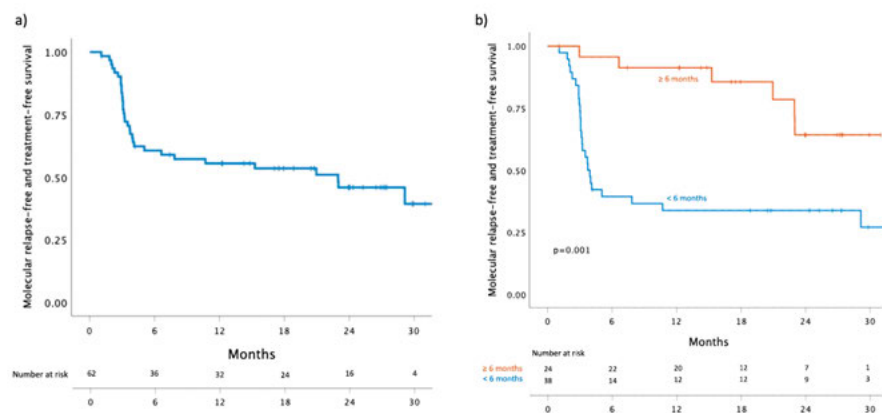 a)
Molecular relapse-free and treatment-free survival
1.00
0.75
0.50
0.25
0.00
0 6 12 18 24 30
Months
Number at risk 62 36 32 24 16 4
0 6 12 18 24 30
b)
Molecular relapse-free and treatment-free survival
1.00
0.75
0.50
0.25
0.00
≥ 6 months
< 6 months
p=0.001
0 6 12 18 24 30
Months
Number at risk
≥ 6 months 24 22 20 12 7 1
< 6 months 38 14 12 12 9 3
0 6 12 18 24 30